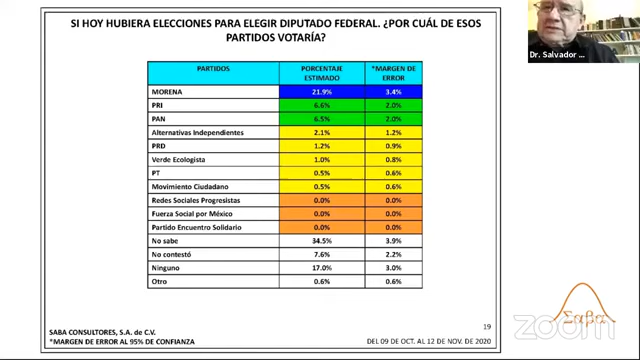 SI HOY HUBIERA ELECCIONES PARA ELEGIR DIPUTADO FEDERAL. ¿POR CUÁL DE ESOS
PARTIDOS VOTARÍA?
Dr. Salvador ...
PARTIDOS PORCENTAJE ESTIMADO *MARGEN DE ERROR
MORENA 21.9% 3.4%
PRI 6.6% 2.0%
PAN 6.5% 2.0%
Alternativas Independientes 2.1% 1.2%
PRD 1.2% 0.9%
Verde Ecologista 1.0% 0.8%
PT 0.5% 0.6%
Movimiento Ciudadano 0.5% 0.6%
Redes Sociales Progresistas 0.0% 0.0%
Fuerza Social por México 0.0% 0.0%
Partido Encuentro Solidario 0.0% 0.0%
No sabe 34.5% 3.9%
No contestó 7.6% 2.2%
Ninguno 17.0% 3.0%
Otro 0.6% 0.6%
19
Σαβα
zoom
SABA CONSULTORES, S.A. de C.V.
*MARGEN DE ERROR AL 95% DE CONFIANZA
DEL 09 DE OCT. AL 12 DE NOV. DE 2020